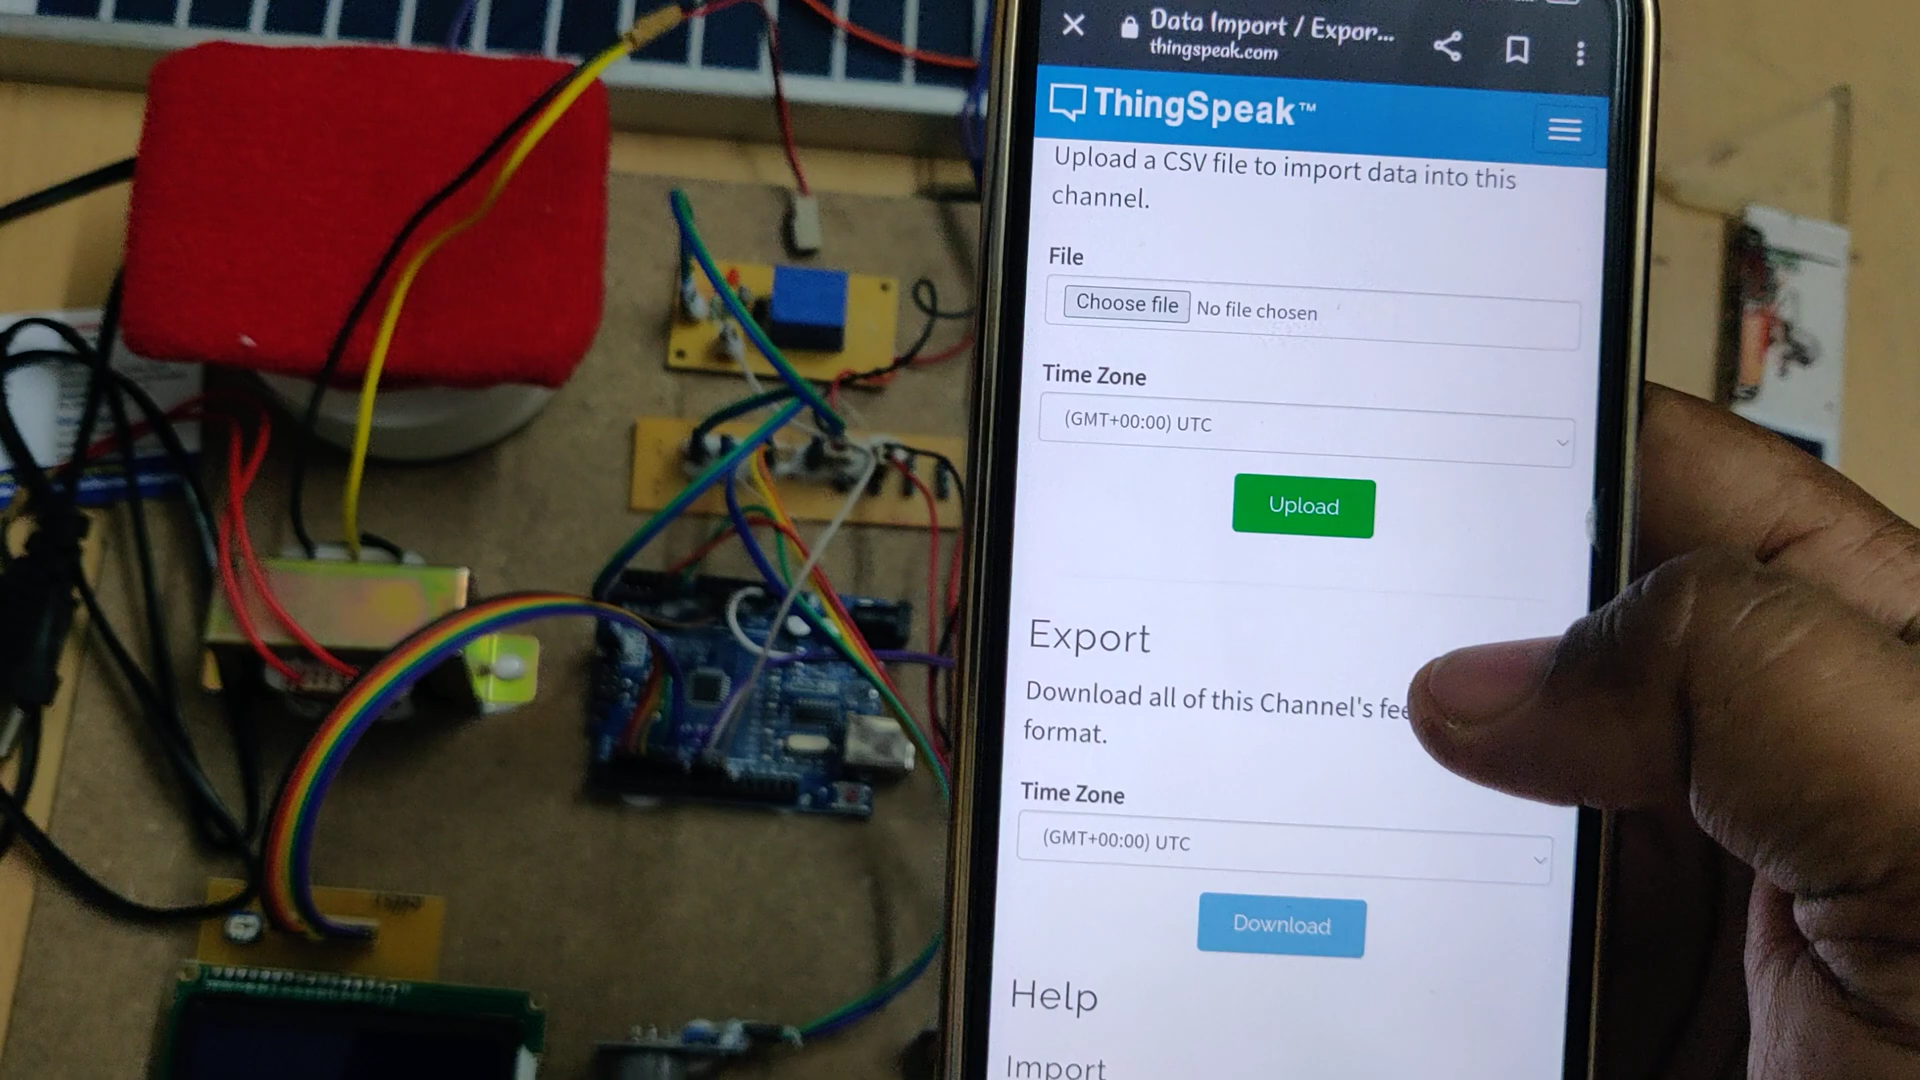 Data Import / Expor...
thingspeak.com
ThingSpeak™
Upload a CSV file to import data into this
channel.
File
Choose file No file chosen
Time Zone
(GMT+00:00) UTC
Upload
Export
Download all of this Channel's
format.
Time Zone
(GMT+00:00) UTC
Download
Help
Import